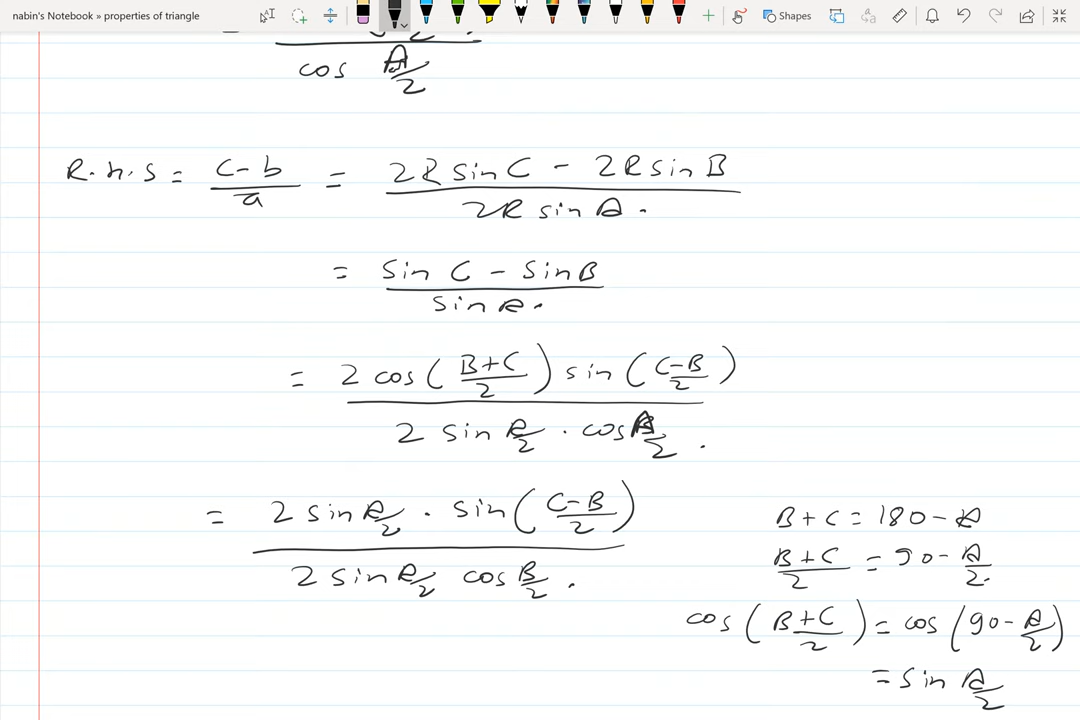 nabin's Notebook » properties of triangle
Shapes
2
cos A/2
R.h.s = (c-b)/a = (2R sin C - 2R sin B)/(2R sin A).
= (sin C - sin B)/(sin A).
= (2 cos((B+C)/2) sin((C-B)/2))/(2 sin A/2 . cos A/2).
= (2 sin A/2 . sin((C-B)/2))/(2 sin A/2 cos B/2).
B+C = 180-A
(B+C)/2 = 90-A/2.
cos((B+C)/2) = cos(90-A/2)
= sin A/2